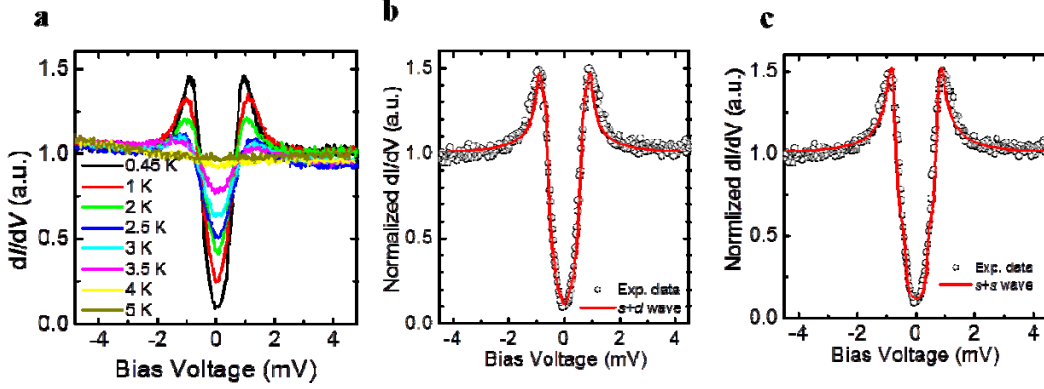 a
b
c
1.5
1.0
0.5
0.0
dI/dV (a.u.)
0.45 K
1 K
2 K
2.5 K
3 K
3.5 K
4 K
5 K
-4 -2 0 2 4
Bias Voltage (mV)
1.5
1.0
0.5
0.0
Normalized dI/dV (a.u.)
Exp. data
s+d wave
-4 -2 0 2 4
Bias Voltage (mV)
1.5
1.0
0.5
0.0
Normlized dI/dV (a.u.)
Exp. data
s+s wave
-4 -2 0 2 4
Bias Voltage (mV)